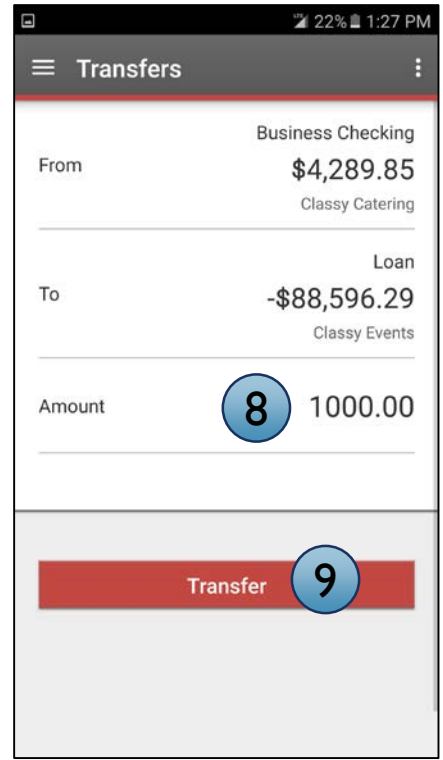 22% 1:27 PM
Transfers
Business Checking
From $4,289.85
Classy Catering
Loan
To -$88,596.29
Classy Events
Amount 8 1000.00
Transfer 9